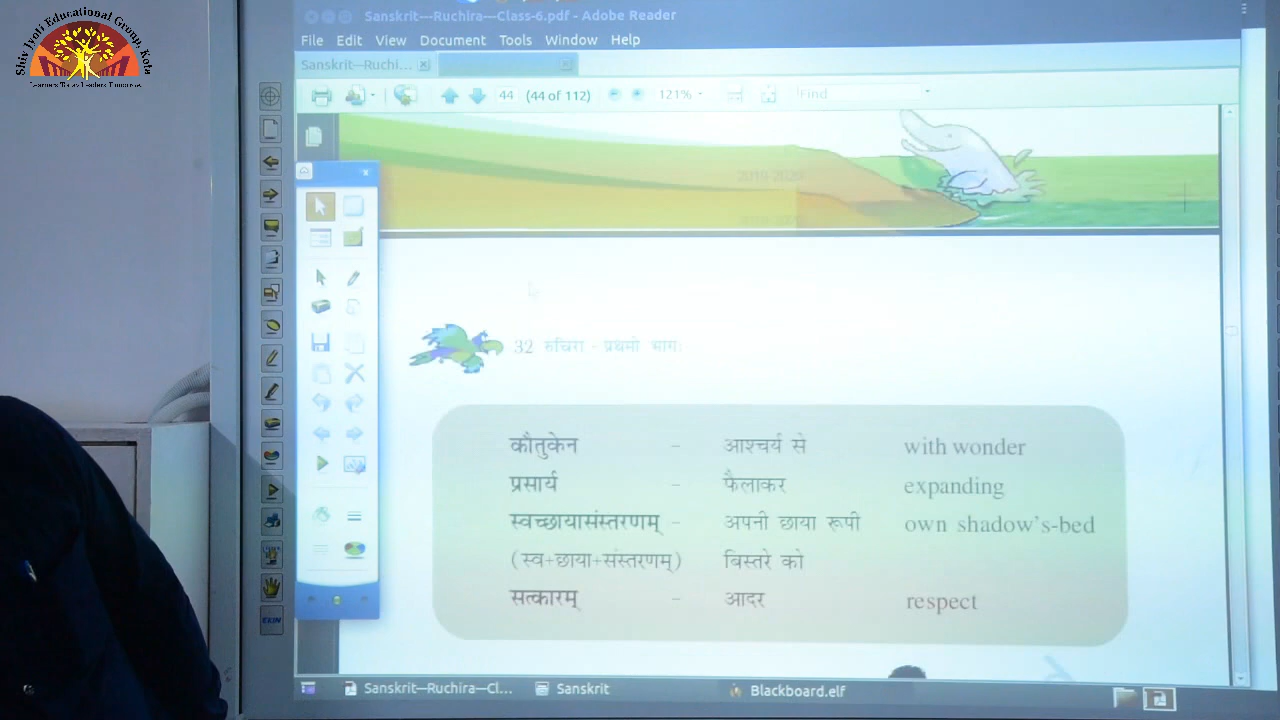 Shiv Jyoti Educational Group, Kota
Sanskrit—Ruchira—Class-6.pdf - Adobe Reader
File Edit View Document Tools Window Help
Sanskrit—Ruchi...
44 (44 of 112) 121% Find
2019-2020
32 रुचिरा - प्रथमो भागः
कौतुकेन - आश्चर्य से with wonder
प्रसार्य - फैलाकर expanding
स्वच्छायासंस्तरणम् - अपनी छाया रूपी own shadow's-bed
(स्व+छाया+संस्तरणम्) बिस्तरे को
सत्कारम् - आदर respect
Sanskrit—Ruchira—Cl... Sanskrit Blackboard.elf